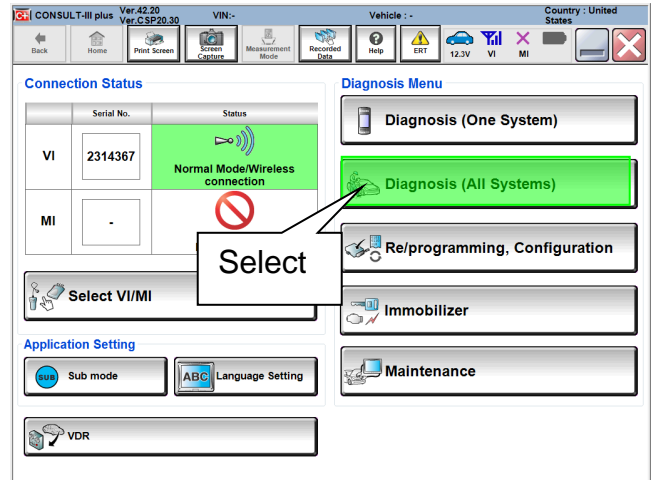 CONSULT-III plus
Ver.42.20
Ver.CSP20.30
VIN:-
Vehicle : -
Country : United
States
Back
Home
Print Screen
Screen
Capture
Measurement
Mode
Recorded
Data
Help
ERT
12.3V
VI
MI
Connection Status
Serial No.
Status
VI
2314367
Normal Mode/Wireless
connection
MI
-
Select VI/MI
Application Setting
SUB
Sub mode
ABC
Language Setting
VDR
Diagnosis Menu
Diagnosis (One System)
Diagnosis (All Systems)
Re/programming, Configuration
Immobilizer
Maintenance
Select